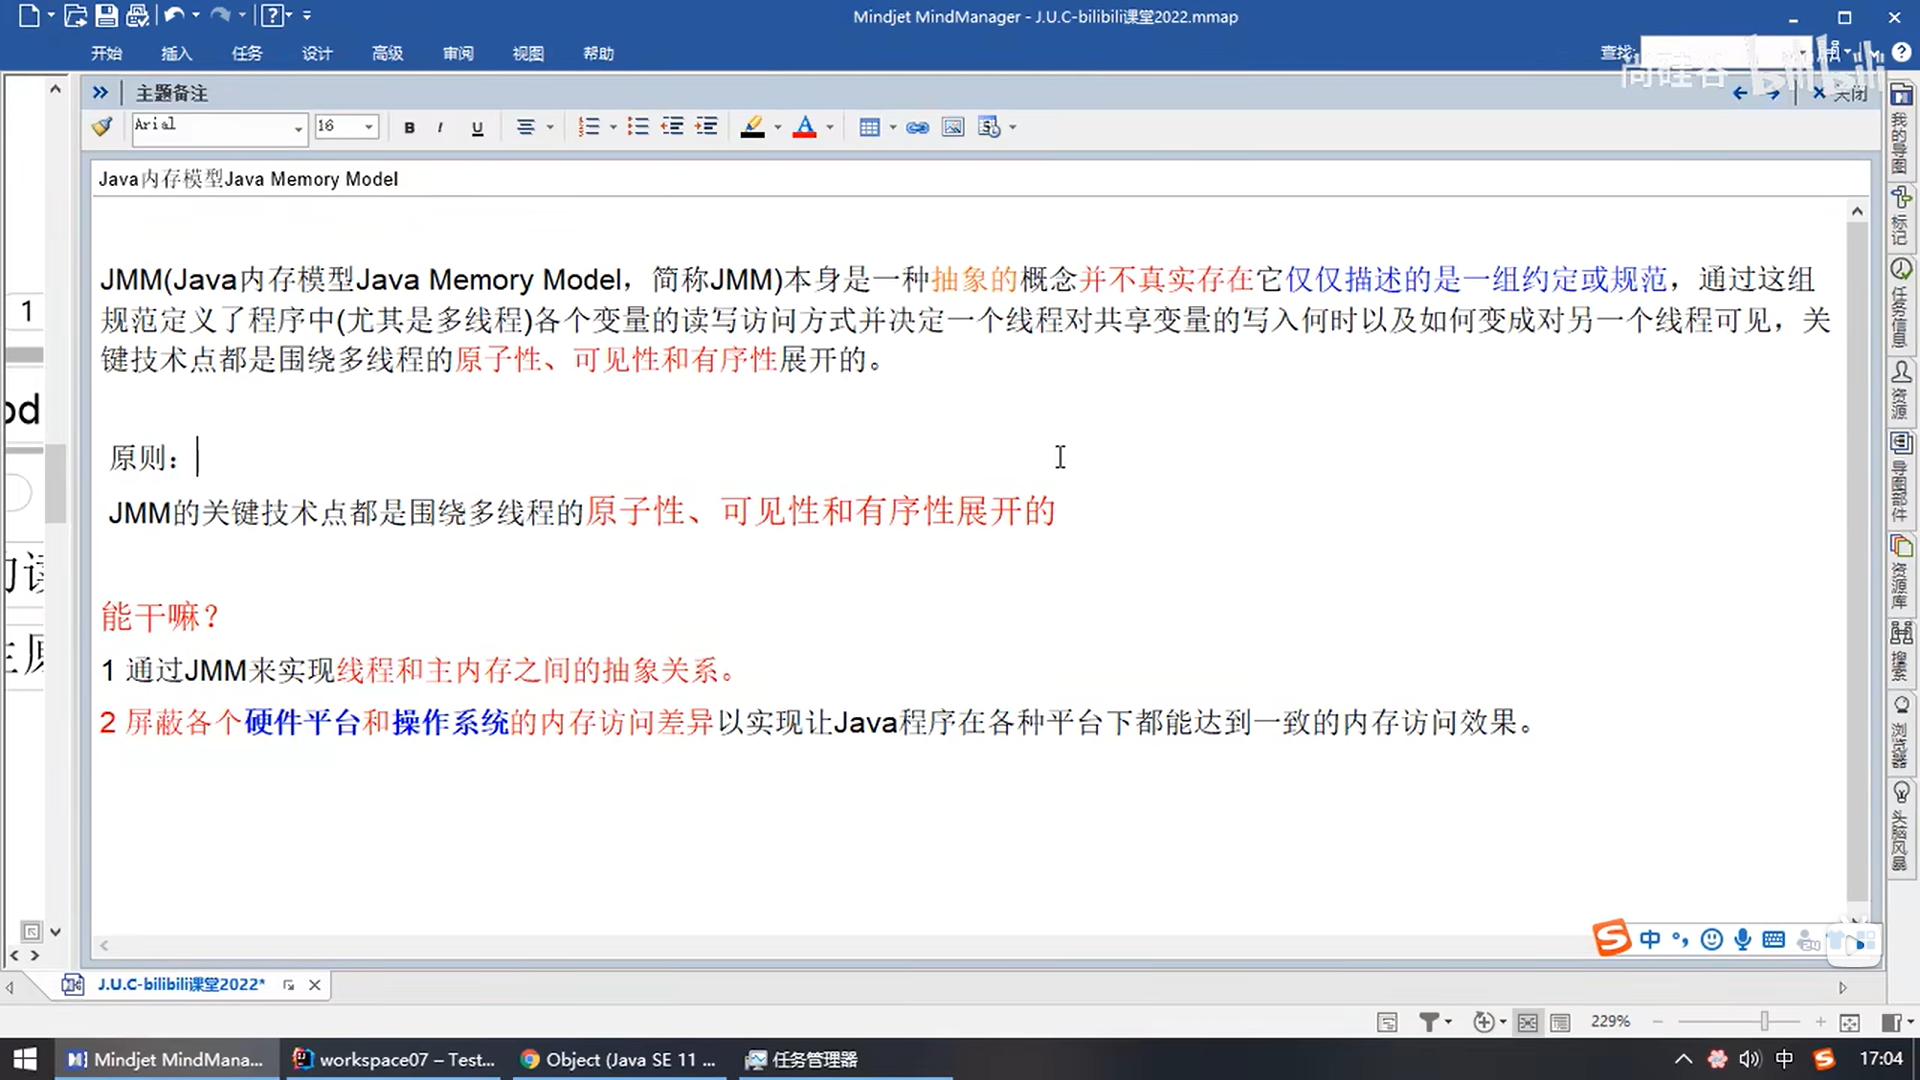 Mindjet MindManager - J.U.C-bilibili课堂2022.mmap
开始 插入 任务 设计 高级 审阅 视图 帮助
查找:
尚硅谷 bilibili
主题备注
关闭
Arial 16 B I U
Java内存模型Java Memory Model
JMM(Java内存模型Java Memory Model，简称JMM)本身是一种抽象的概念并不真实存在它仅仅描述的是一组约定或规范，通过这组
规范定义了程序中(尤其是多线程)各个变量的读写访问方式并决定一个线程对共享变量的写入何时以及如何变成对另一个线程可见，关
键技术点都是围绕多线程的原子性、可见性和有序性展开的。
原则：
JMM的关键技术点都是围绕多线程的原子性、可见性和有序性展开的
能干嘛？
1 通过JMM来实现线程和主内存之间的抽象关系。
2 屏蔽各个硬件平台和操作系统的内存访问差异以实现让Java程序在各种平台下都能达到一致的内存访问效果。
1
od
我的导图
标记
任务信息
资源
导图部件
资源库
搜索
浏览器
头脑风暴
中
J.U.C-bilibili课堂2022*
229%
Mindjet MindMana...
workspace07 – Test...
Object (Java SE 11 ...
任务管理器
中
17:04